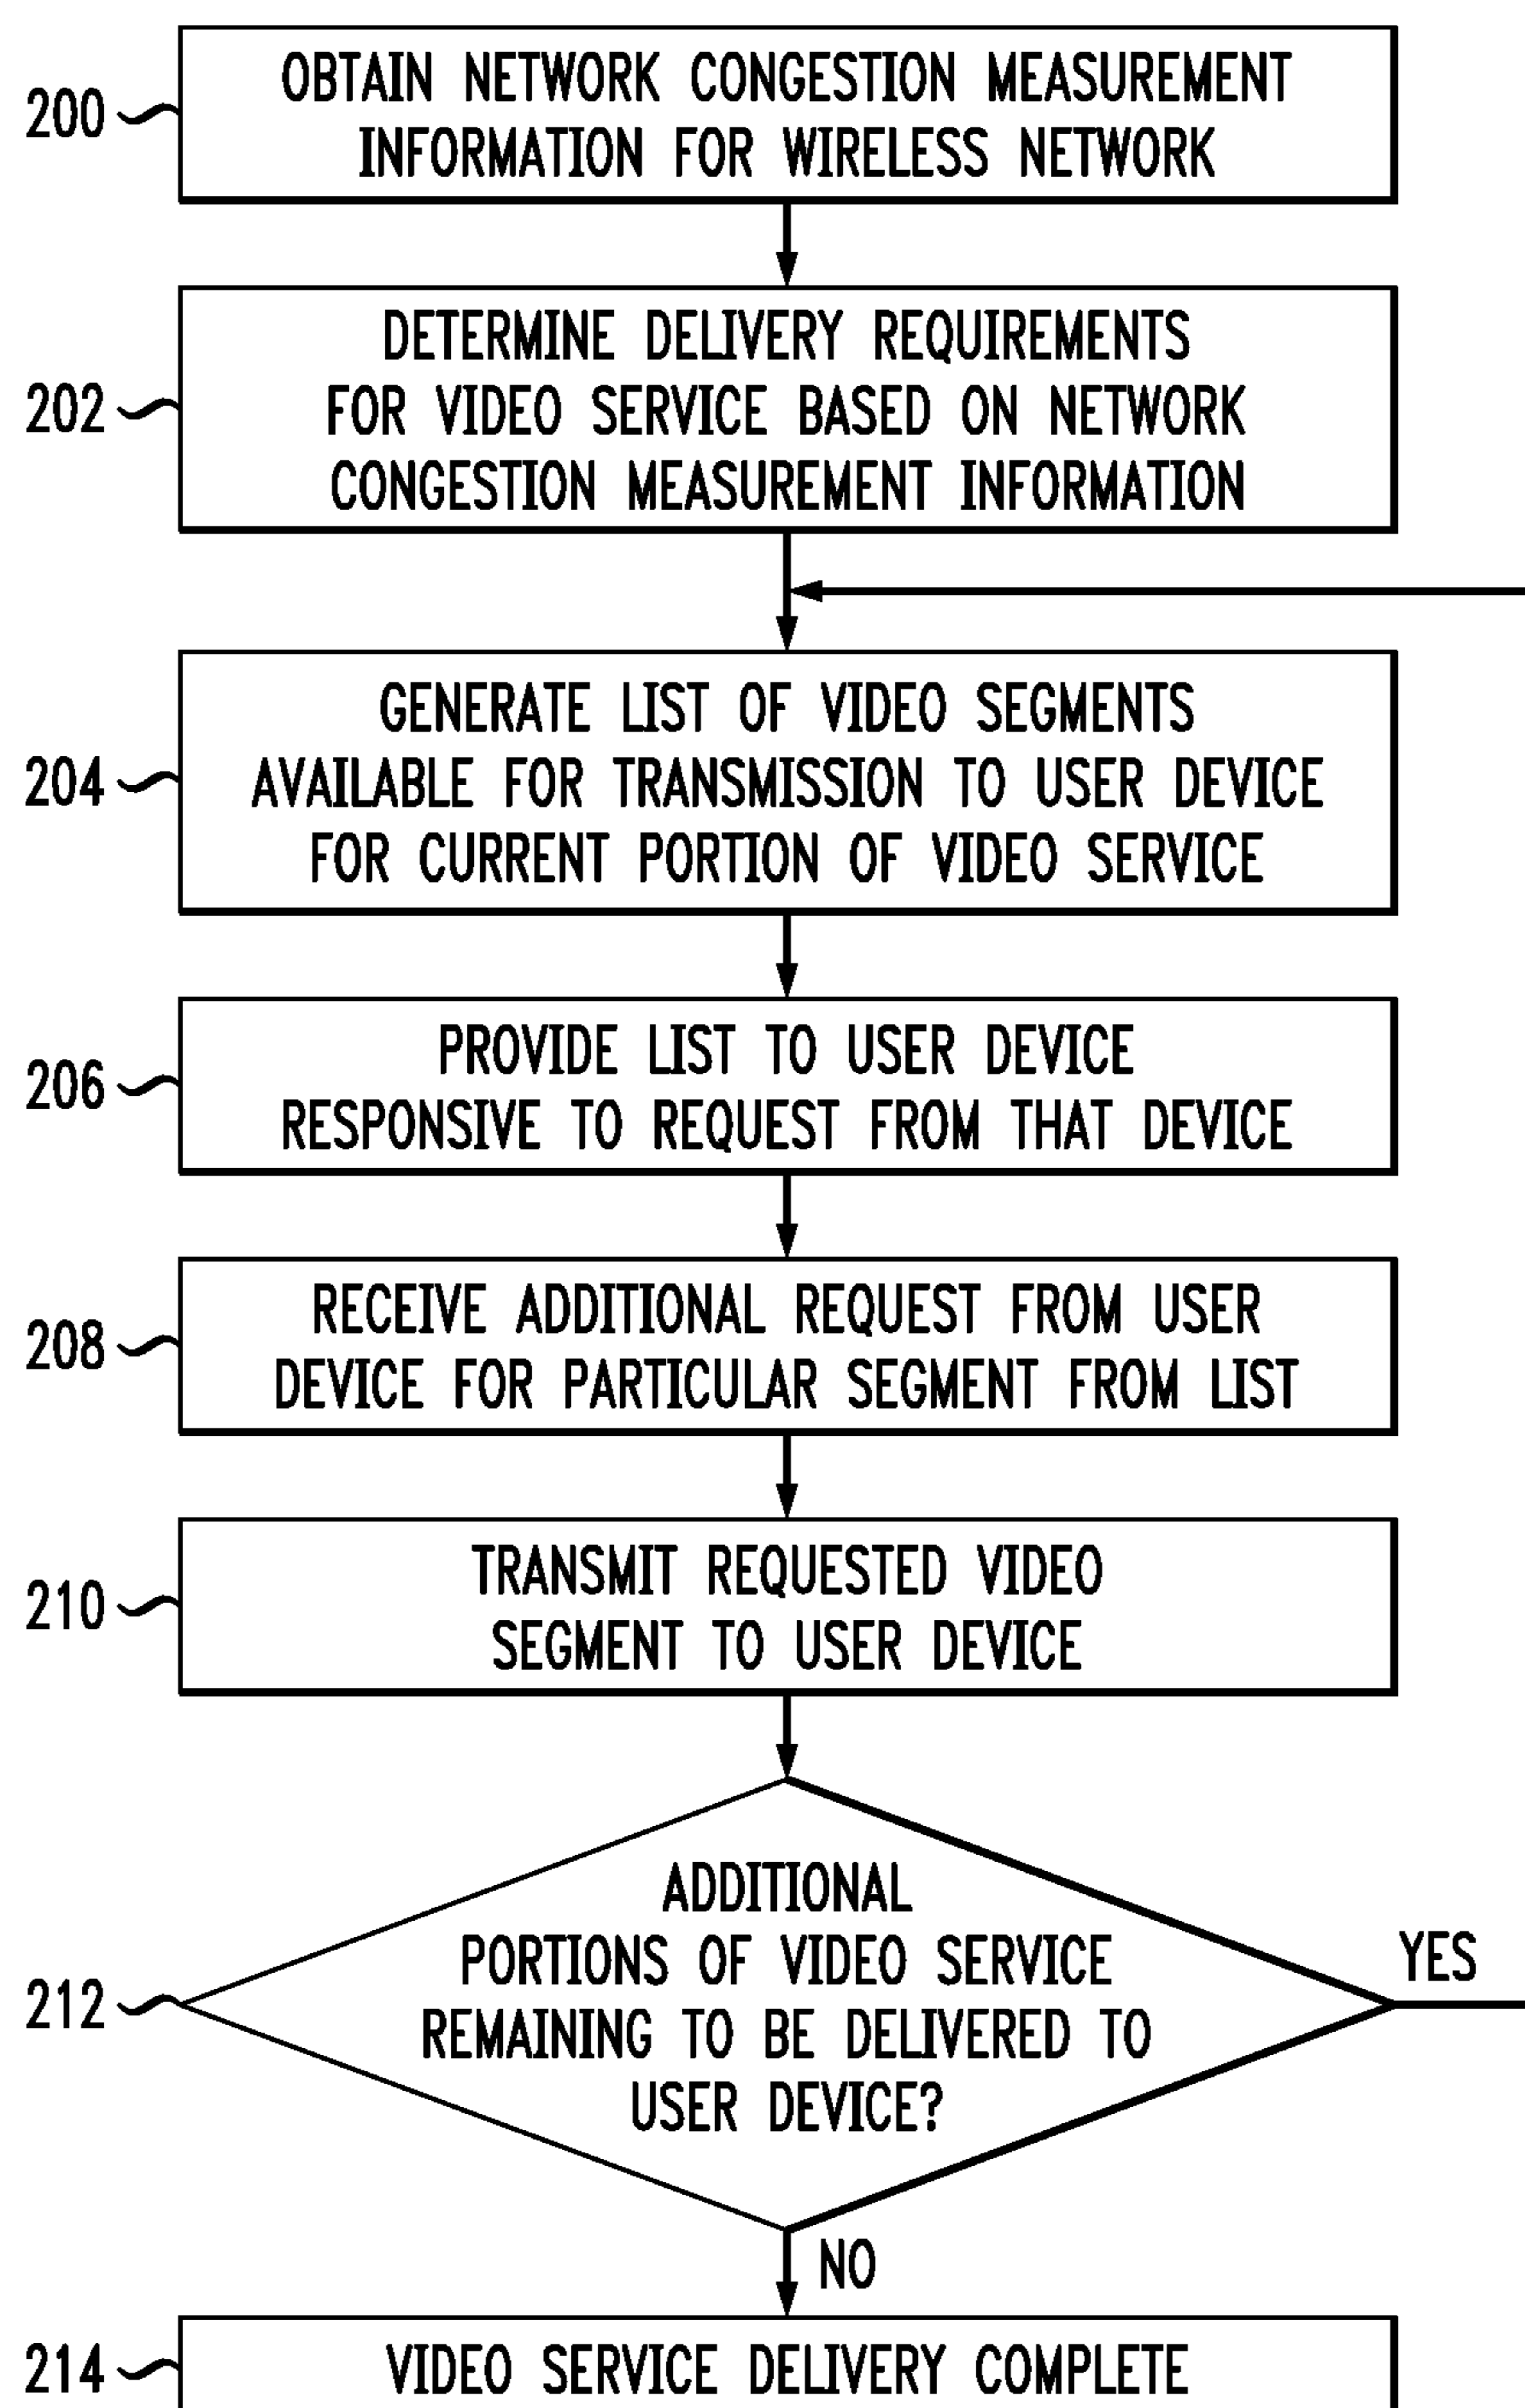 200
OBTAIN NETWORK CONGESTION MEASUREMENT
INFORMATION FOR WIRELESS NETWORK
202
DETERMINE DELIVERY REQUIREMENTS
FOR VIDEO SERVICE BASED ON NETWORK
CONGESTION MEASUREMENT INFORMATION
204
GENERATE LIST OF VIDEO SEGMENTS
AVAILABLE FOR TRANSMISSION TO USER DEVICE
FOR CURRENT PORTION OF VIDEO SERVICE
206
PROVIDE LIST TO USER DEVICE
RESPONSIVE TO REQUEST FROM THAT DEVICE
208
RECEIVE ADDITIONAL REQUEST FROM USER
DEVICE FOR PARTICULAR SEGMENT FROM LIST
210
TRANSMIT REQUESTED VIDEO
SEGMENT TO USER DEVICE
212
ADDITIONAL
PORTIONS OF VIDEO SERVICE
REMAINING TO BE DELIVERED TO
USER DEVICE?
YES
NO
214
VIDEO SERVICE DELIVERY COMPLETE